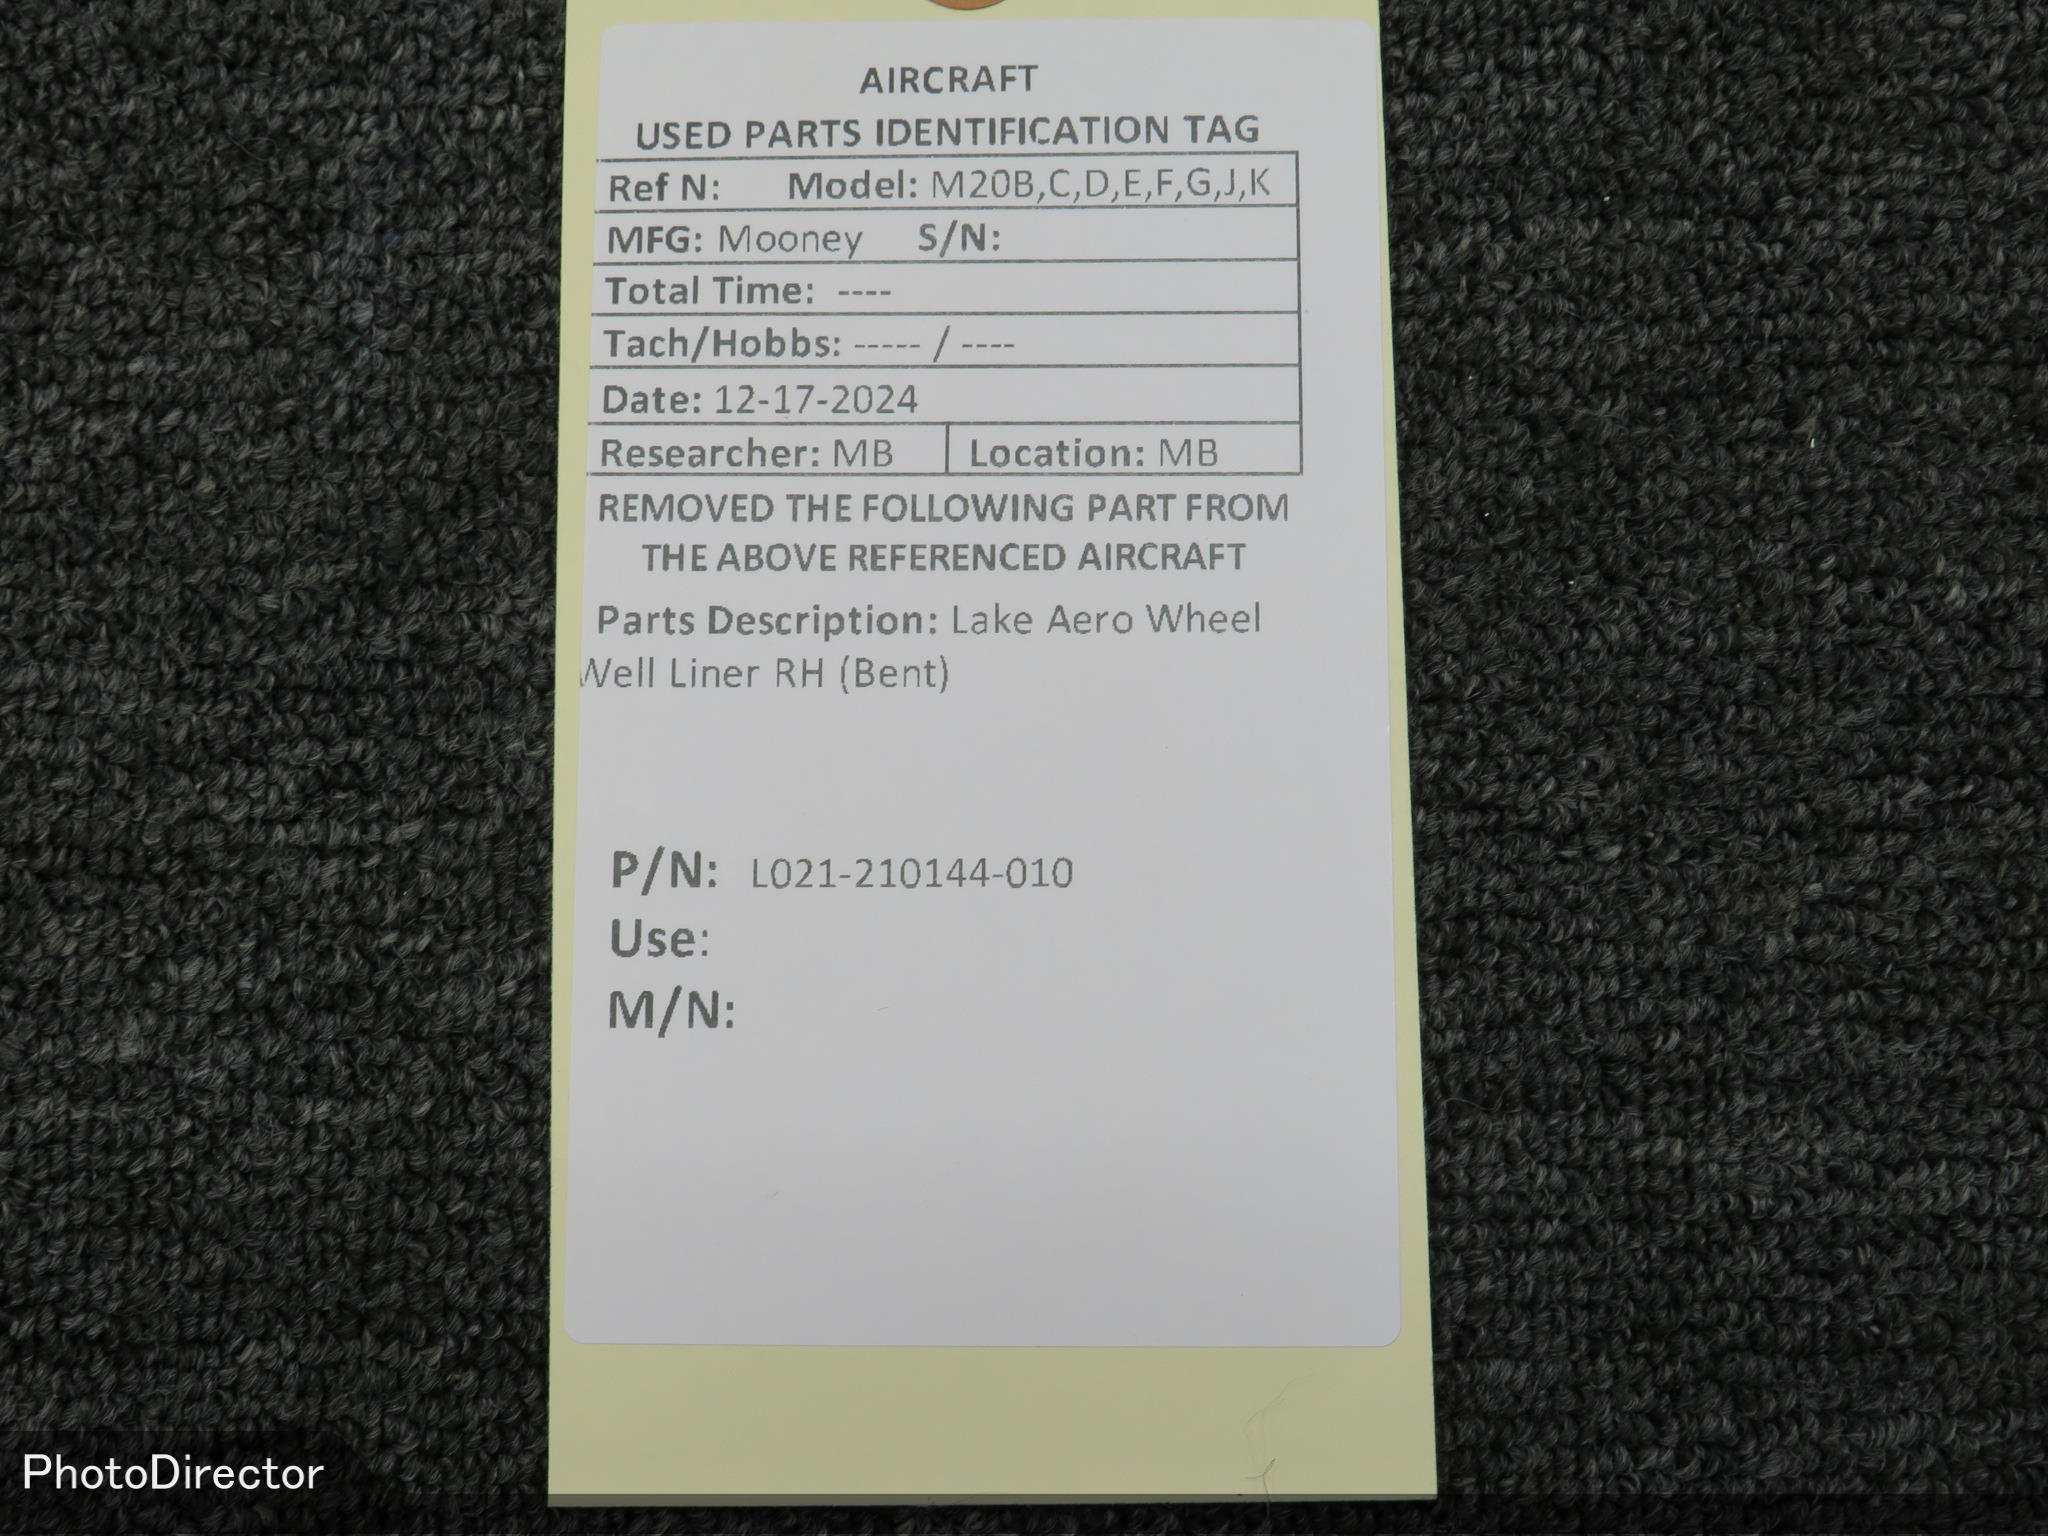 AIRCRAFT
USED PARTS IDENTIFICATION TAG
Ref N: Model: M20B,C,D,E,F,G,J,K
MFG: Mooney S/N:
Total Time: ----
Tach/Hobbs: ----- / ----
Date: 12-17-2024
Researcher: MB Location: MB
REMOVED THE FOLLOWING PART FROM
THE ABOVE REFERENCED AIRCRAFT
Parts Description: Lake Aero Wheel
Well Liner RH (Bent)
P/N: L021-210144-010
Use:
M/N:
PhotoDirector